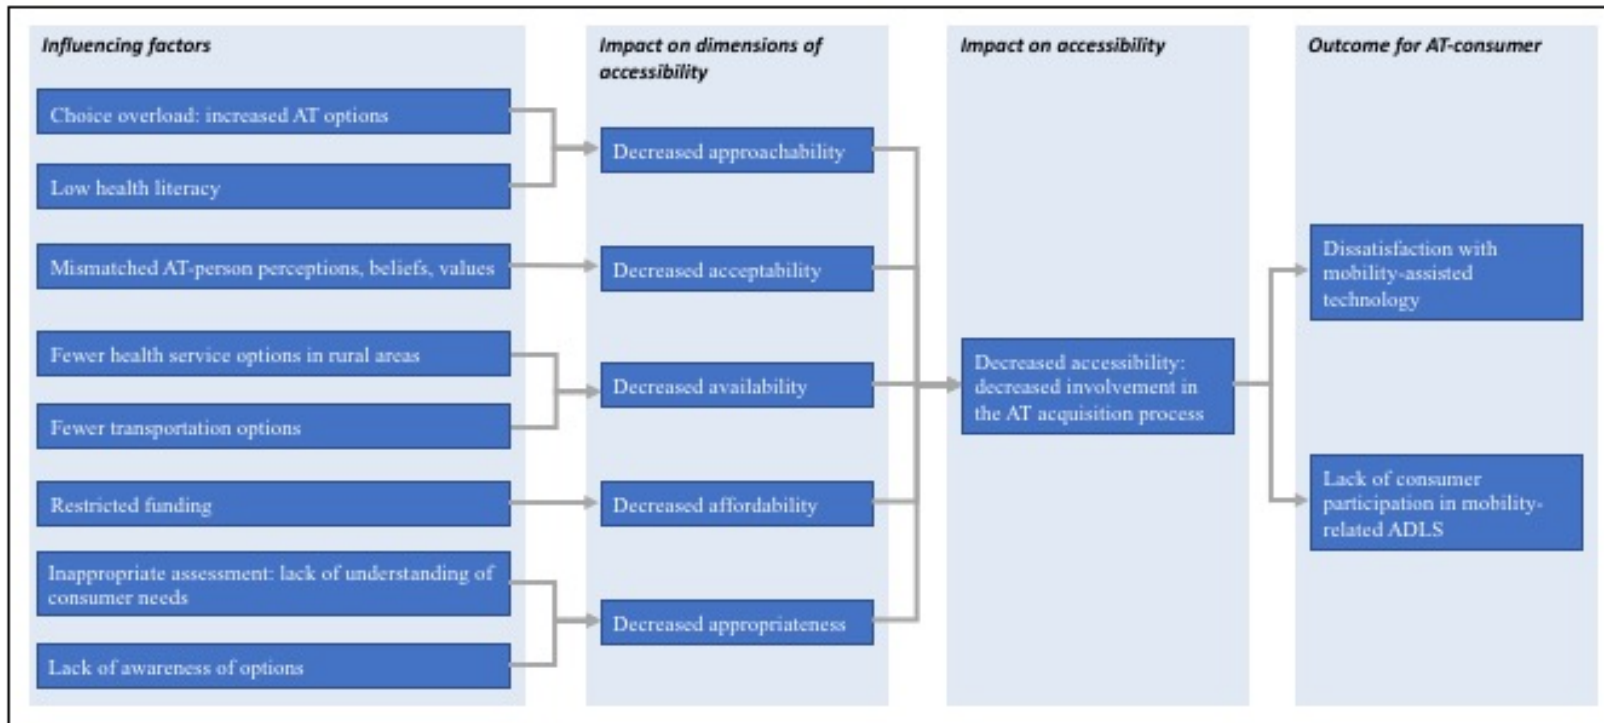 Influencing factors
Choice overload: increased AT options
Low health literacy
Mismatched AT-person perceptions, beliefs, values
Fewer health service options in rural areas
Fewer transportation options
Restricted funding
Inappropriate assessment: lack of understanding of
consumer needs
Lack of awareness of options
Impact on dimensions of
accessibility
Decreased approachability
Decreased acceptability
Decreased availability
Decreased affordability
Decreased appropriateness
Impact on accessibility
Decreased accessibility:
decreased involvement in
the AT acquisition process
Outcome for AT-consumer
Dissatisfaction with
mobility-assisted
technology
Lack of consumer
participation in mobility-
related ADLS